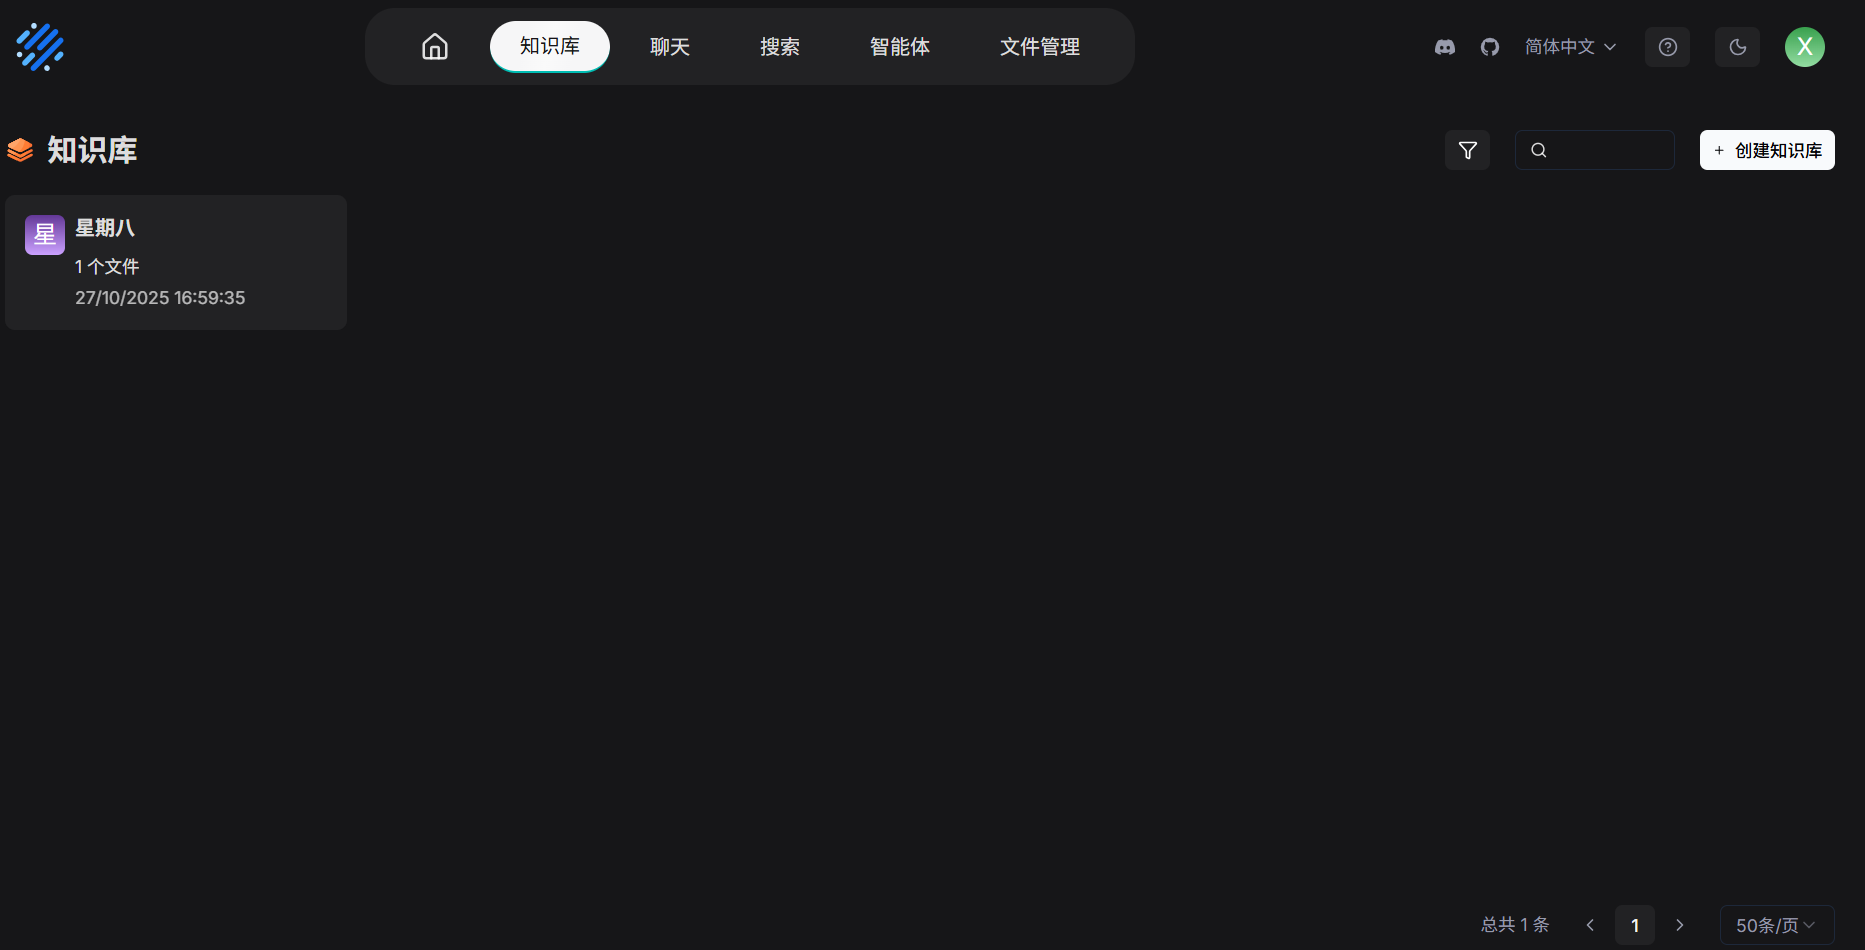 知识库
聊天
搜索
智能体
文件管理
简体中文
X
知识库
+ 创建知识库
星
星期八
1 个文件
27/10/2025 16:59:35
总共 1 条
1
50条/页